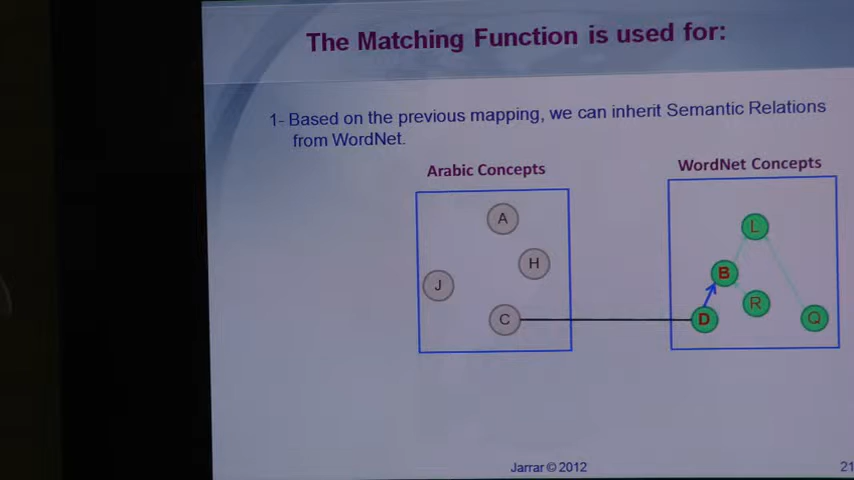 The Matching Function is used for:
1- Based on the previous mapping, we can inherit Semantic Relations
from WordNet.
Arabic Concepts
WordNet Concepts
A
H
J
C
L
B
R
D
Q
Jarrar © 2012
21